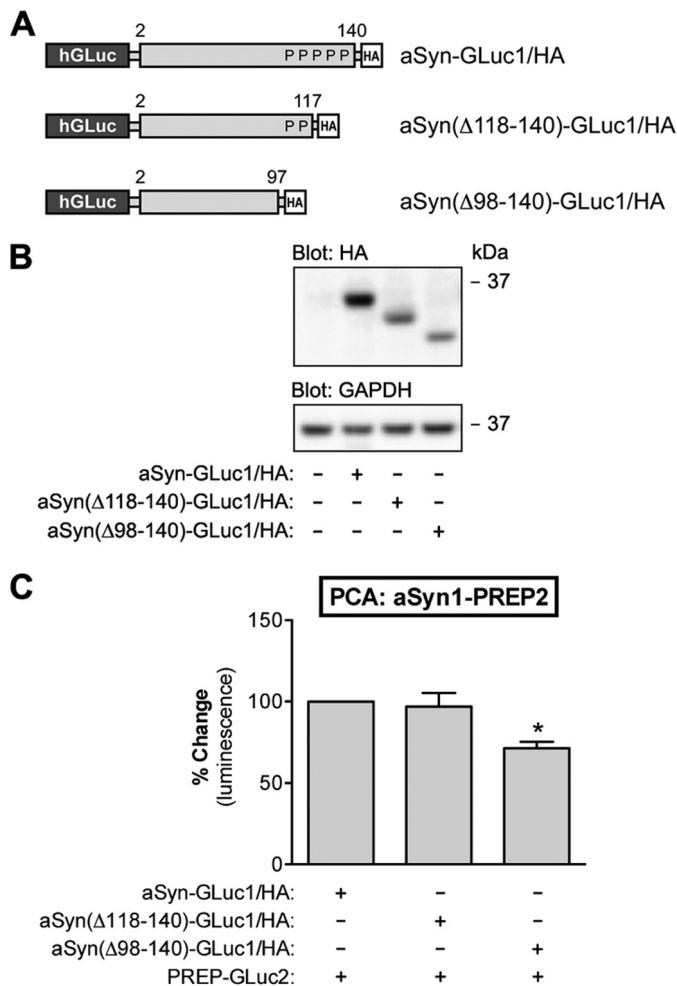 A
2 140
hGLuc P P P P P HA aSyn-GLuc1/HA
2 117
hGLuc P P HA aSyn(Δ118-140)-GLuc1/HA
2 97
hGLuc HA aSyn(Δ98-140)-GLuc1/HA
B
Blot: HA kDa
– 37
Blot: GAPDH
– 37
aSyn-GLuc1/HA: – + – –
aSyn(Δ118-140)-GLuc1/HA: – – + –
aSyn(Δ98-140)-GLuc1/HA: – – – +
C
PCA: aSyn1-PREP2
% Change
(luminescence)
150
100
50
0
*
aSyn-GLuc1/HA: + – –
aSyn(Δ118-140)-GLuc1/HA: – + –
aSyn(Δ98-140)-GLuc1/HA: – – +
PREP-GLuc2: + + +